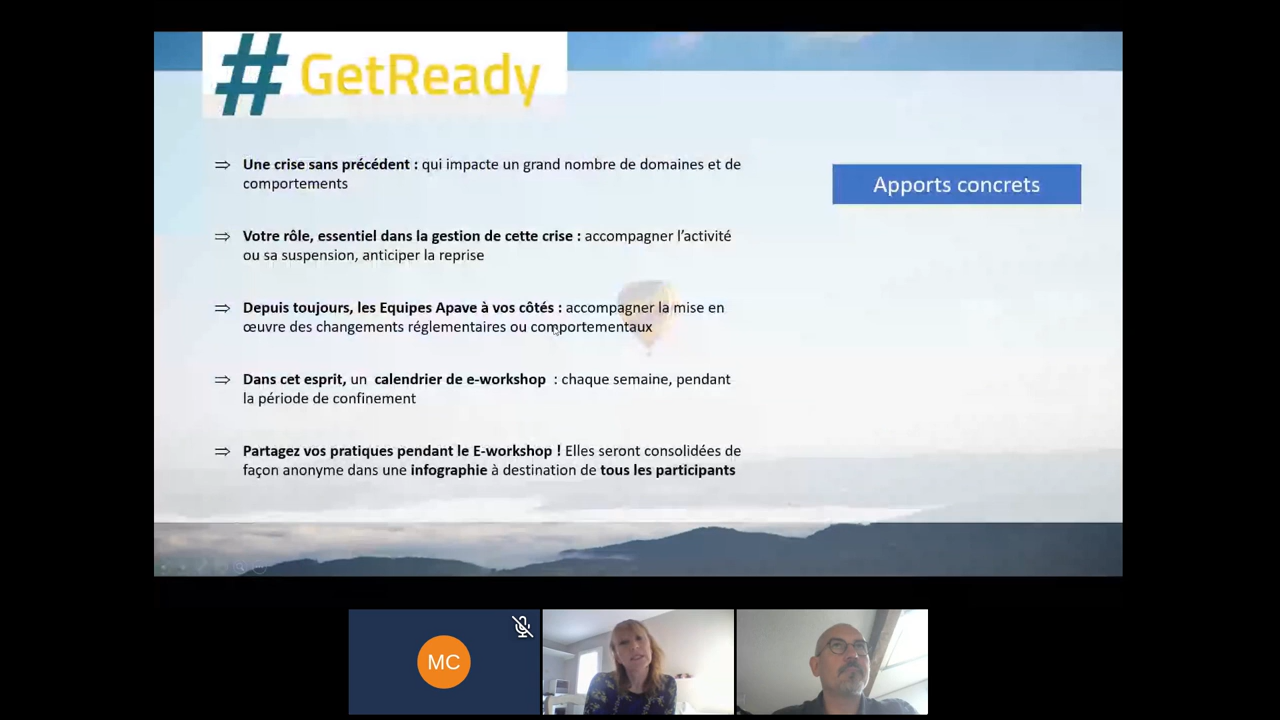 # GetReady
⇒ Une crise sans précédent : qui impacte un grand nombre de domaines et de
comportements
Apports concrets
⇒ Votre rôle, essentiel dans la gestion de cette crise : accompagner l’activité
ou sa suspension, anticiper la reprise
⇒ Depuis toujours, les Equipes Apave à vos côtés : accompagner la mise en
œuvre des changements réglementaires ou comportementaux
⇒ Dans cet esprit, un calendrier de e-workshop : chaque semaine, pendant
la période de confinement
⇒ Partagez vos pratiques pendant le E-workshop ! Elles seront consolidées de
façon anonyme dans une infographie à destination de tous les participants
MC